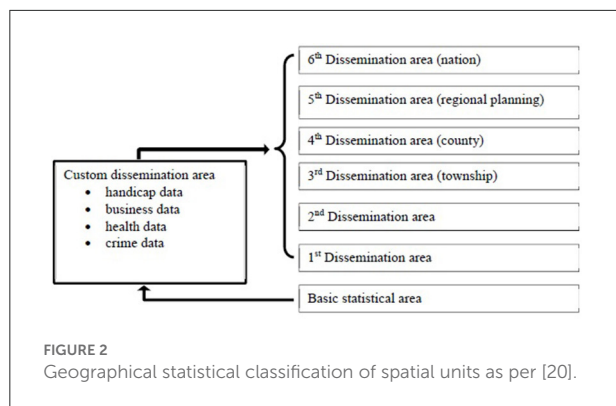 6th Dissemination area (nation)
5th Dissemination area (regional planning)
4th Dissemination area (county)
3rd Dissemination area (township)
2nd Dissemination area
1st Dissemination area
Basic statistical area
Custom dissemination area
• handicap data
• business data
• health data
• crime data
FIGURE 2
Geographical statistical classification of spatial units as per [20].